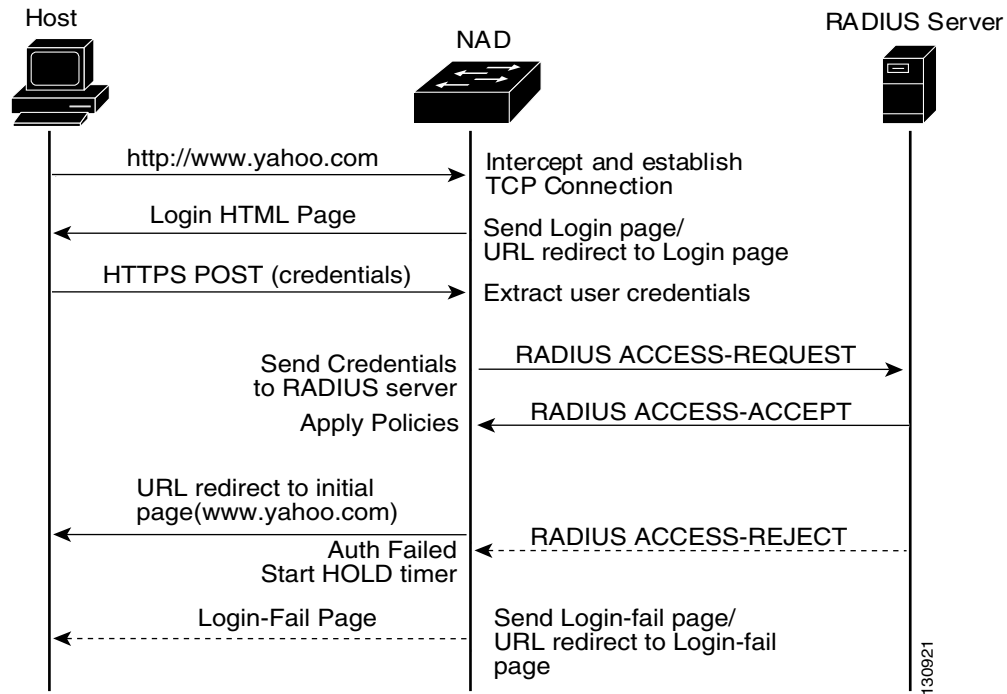 Host
NAD
RADIUS Server
http://www.yahoo.com
Intercept and establish
TCP Connection
Login HTML Page
Send Login page/
URL redirect to Login page
HTTPS POST (credentials)
Extract user credentials
Send Credentials
to RADIUS server
RADIUS ACCESS-REQUEST
Apply Policies
RADIUS ACCESS-ACCEPT
URL redirect to initial
page(www.yahoo.com)
RADIUS ACCESS-REJECT
Auth Failed
Start HOLD timer
Login-Fail Page
Send Login-fail page/
URL redirect to Login-fail
page
130921